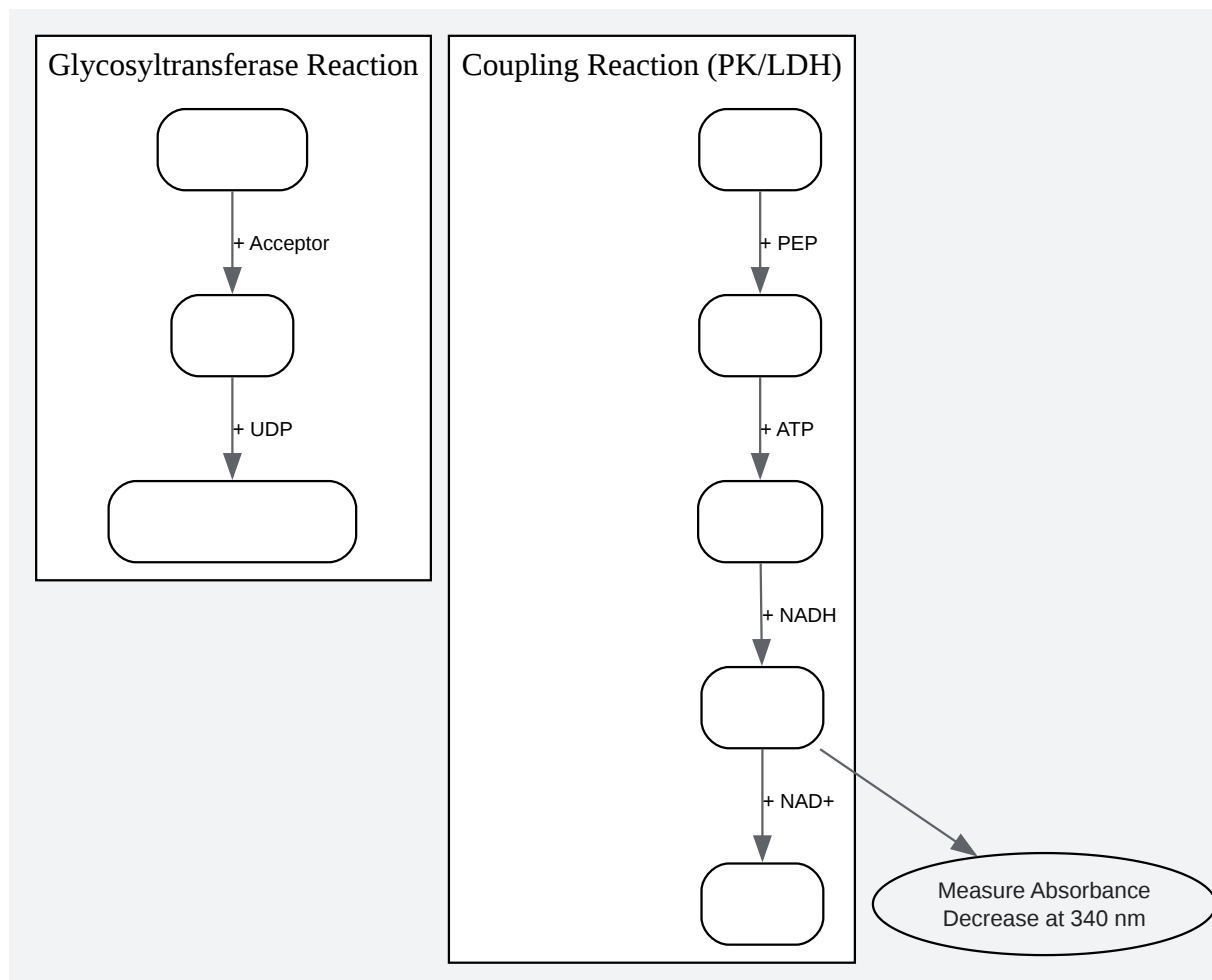 Glycosyltransferase Reaction
+ Acceptor
+ UDP
Coupling Reaction (PK/LDH)
+ PEP
+ ATP
+ NADH
+ NAD+
Measure Absorbance
Decrease at 340 nm